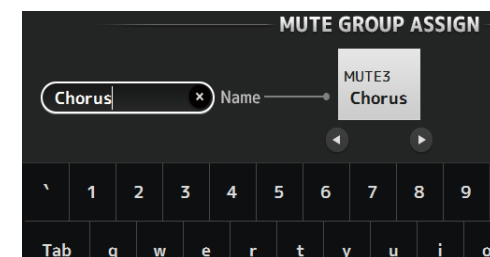 MUTE GROUP ASSIGN
MUTE3
Chorus Name Chorus
` 1 2 3 4 5 6 7 8 9
Tab q w e r t y u i o